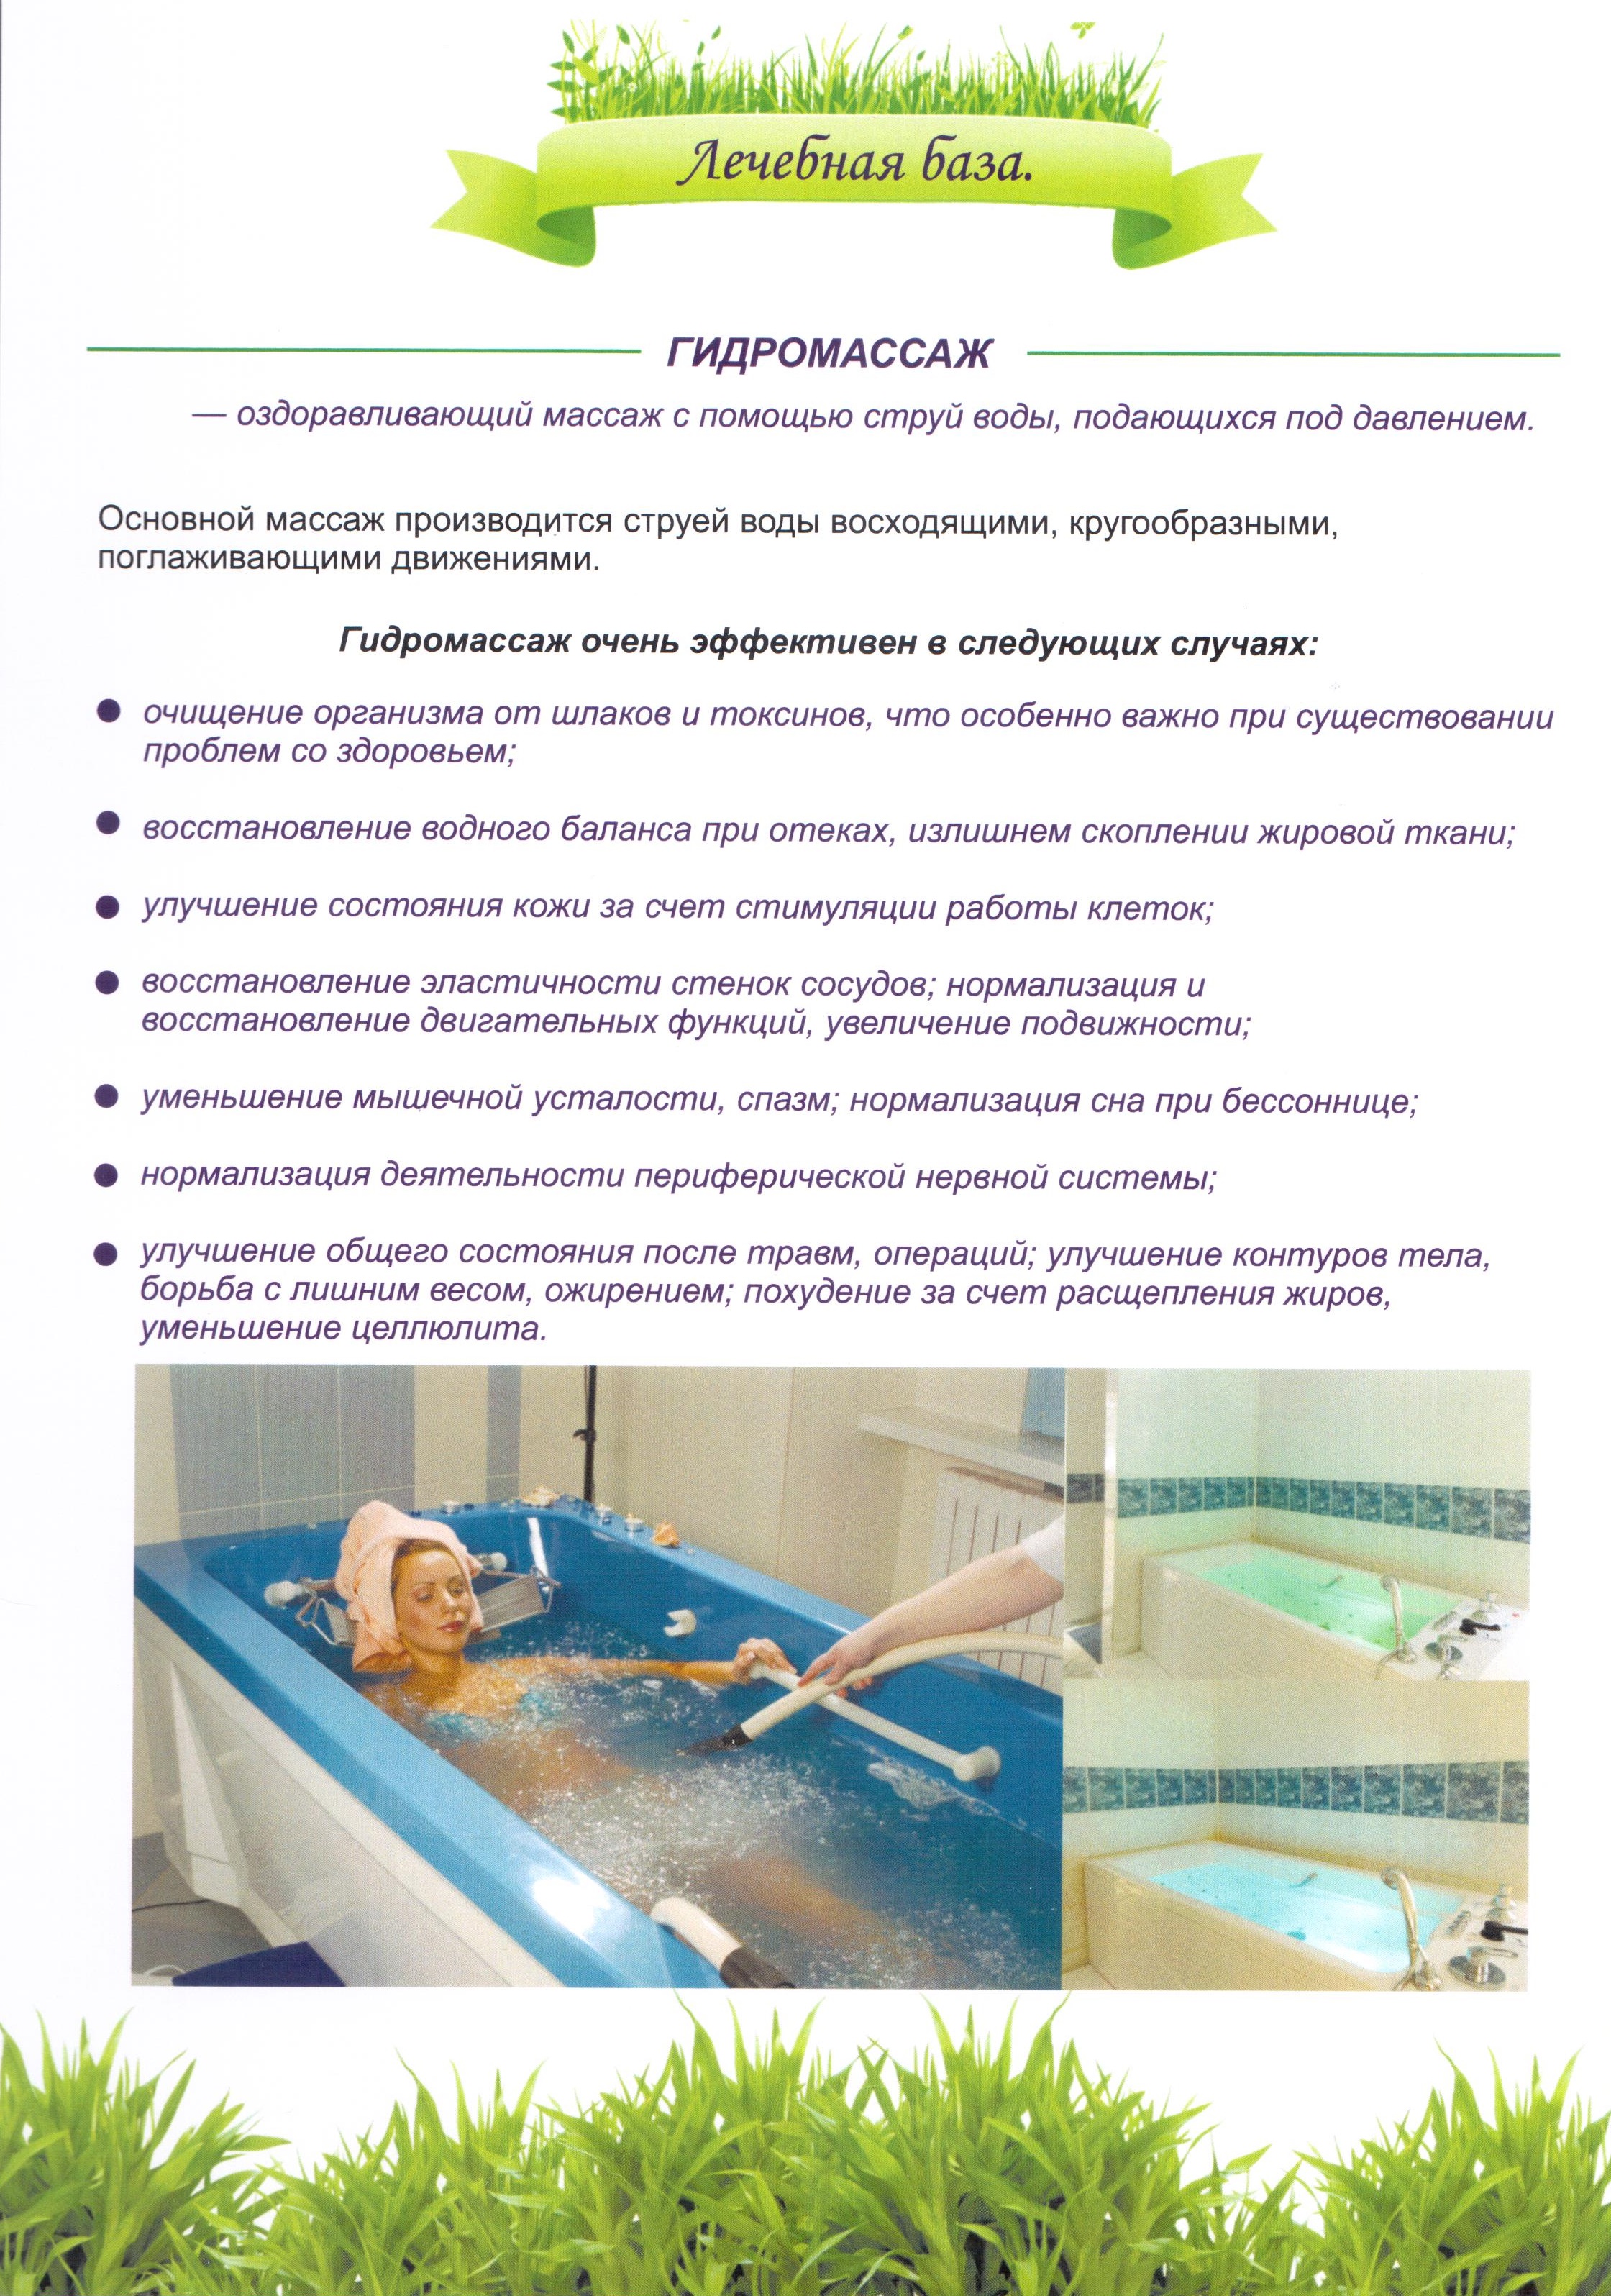 Лечебная база.
ГИДРОМАССАЖ
— оздоравливающий массаж с помощью струй воды, подающихся под давлением.
Основной массаж производится струей воды восходящими, кругообразными,
поглаживающими движениями.
Гидромассаж очень эффективен в следующих случаях:
● очищение организма от шлаков и токсинов, что особенно важно при существовании
проблем со здоровьем;
● восстановление водного баланса при отеках, излишнем скоплении жировой ткани;
● улучшение состояния кожи за счет стимуляции работы клеток;
● восстановление эластичности стенок сосудов; нормализация и
восстановление двигательных функций, увеличение подвижности;
● уменьшение мышечной усталости, спазм; нормализация сна при бессоннице;
● нормализация деятельности периферической нервной системы;
● улучшение общего состояния после травм, операций; улучшение контуров тела,
борьба с лишним весом, ожирением; похудение за счет расщепления жиров,
уменьшение целлюлита.